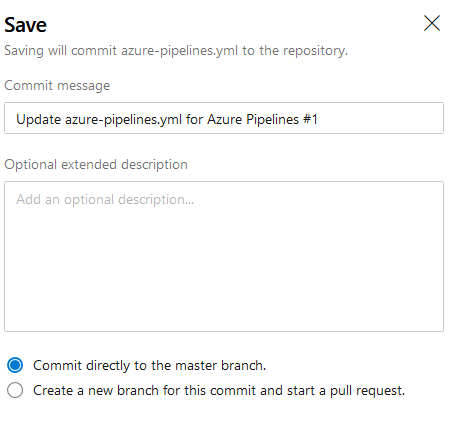 Save
Saving will commit azure-pipelines.yml to the repository.
Commit message
Update azure-pipelines.yml for Azure Pipelines #1
Optional extended description
Add an optional description...
Commit directly to the master branch.
Create a new branch for this commit and start a pull request.